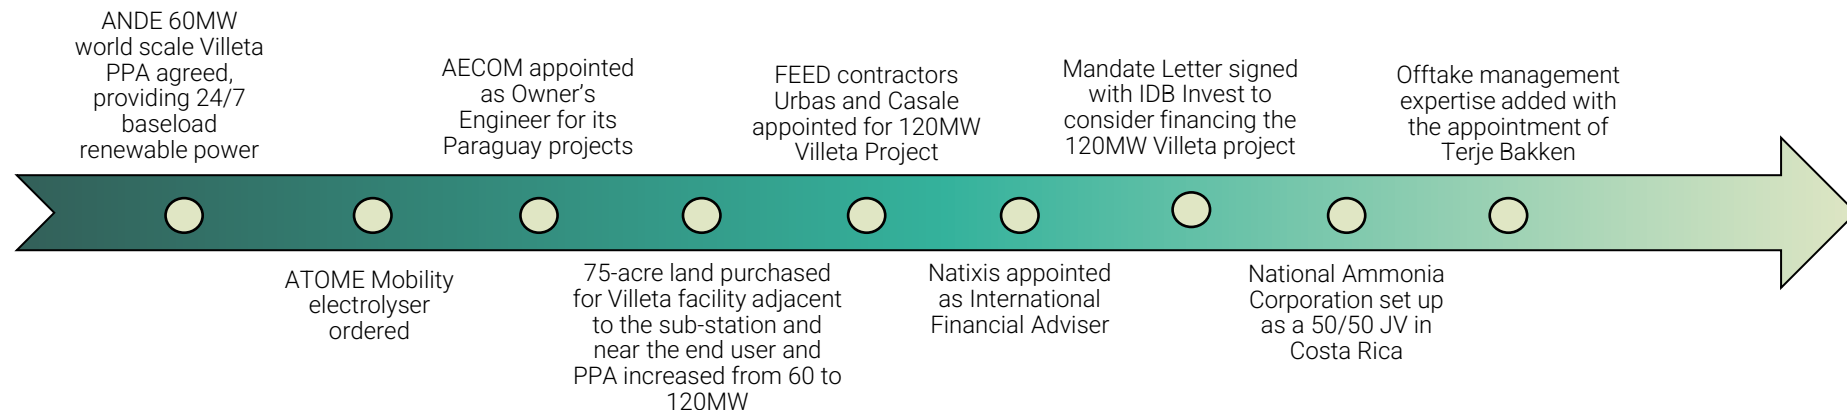 ANDE 60MW
world scale Villeta
PPA agreed,
providing 24/7
baseload
renewable power
ATOME Mobility
electrolyser
ordered
AECOM appointed
as Owner's
Engineer for its
Paraguay projects
75-acre land purchased
for Villeta facility adjacent
to the sub-station and
near the end user and
PPA increased from 60 to
120MW
FEED contractors
Urbas and Casale
appointed for 120MW
Villeta Project
Natixis appointed
as International
Financial Adviser
Mandate Letter signed
with IDB Invest to
consider financing the
120MW Villeta project
National Ammonia
Corporation set up
as a 50/50 JV in
Costa Rica
Offtake management
expertise added with
the appointment of
Terje Bakken